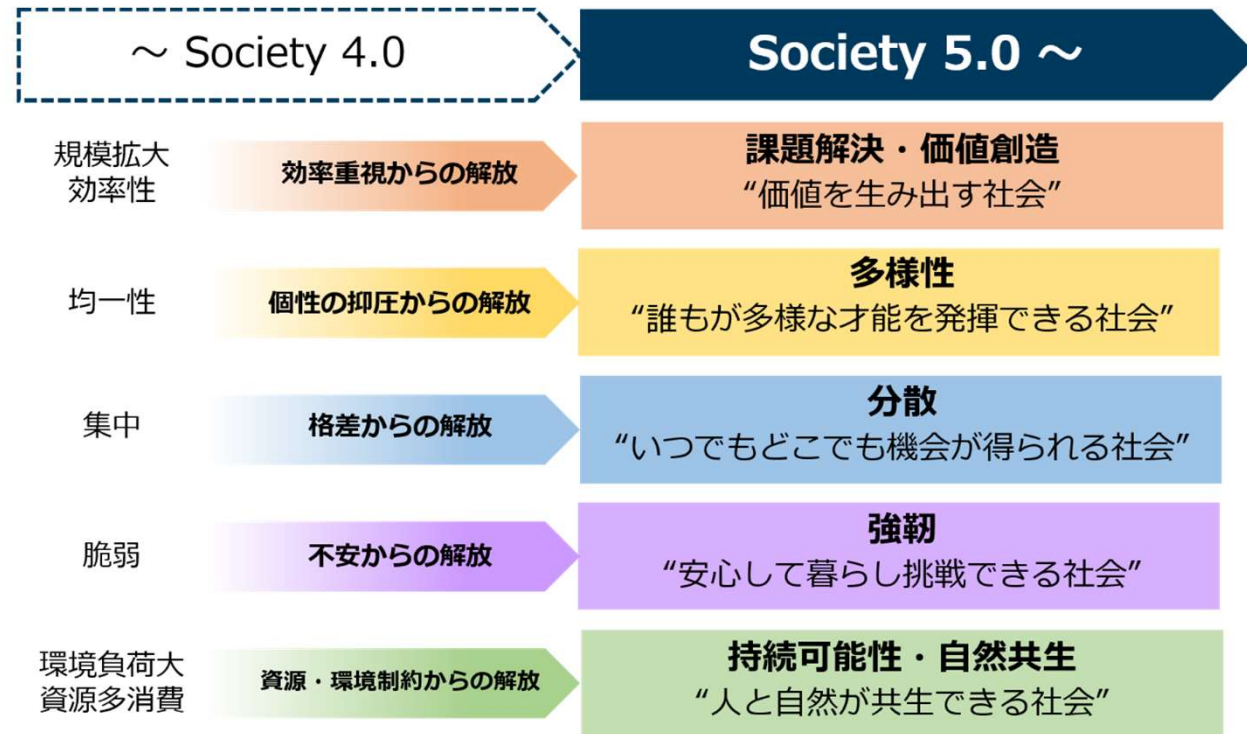 ～ Society 4.0
Society 5.0 ～
規模拡大
効率性
効率重視からの解放
課題解決・価値創造
“価値を生み出す社会”
均一性
個性の抑圧からの解放
多様性
“誰もが多様な才能を発揮できる社会”
集中
格差からの解放
分散
“いつでもどこでも機会が得られる社会”
脆弱
不安からの解放
強靭
“安心して暮らし挑戦できる社会”
環境負荷大
資源多消費
資源・環境制約からの解放
持続可能性・自然共生
“人と自然が共生できる社会”